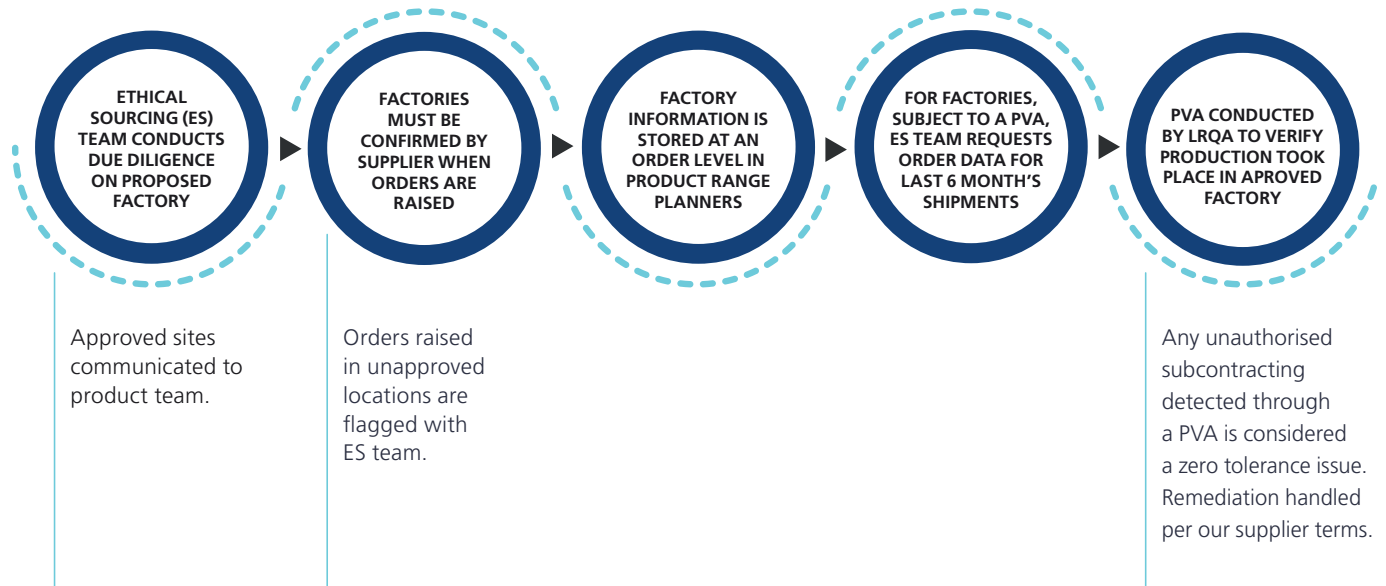 ETHICAL
SOURCING (ES)
TEAM CONDUCTS
DUE DILIGENCE
ON PROPOSED
FACTORY
FACTORIES
MUST BE
CONFIRMED BY
SUPPLIER WHEN
ORDERS ARE
RAISED
FACTORY
INFORMATION IS
STORED AT AN
ORDER LEVEL IN
PRODUCT RANGE
PLANNERS
FOR FACTORIES,
SUBJECT TO A PVA,
ES TEAM REQUESTS
ORDER DATA FOR
LAST 6 MONTH'S
SHIPMENTS
PVA CONDUCTED
BY LRQA TO VERIFY
PRODUCTION TOOK
PLACE IN APROVED
FACTORY
Approved sites
communicated to
product team.
Orders raised
in unapproved
locations are
flagged with
ES team.
Any unauthorised
subcontracting
detected through
a PVA is considered
a zero tolerance issue.
Remediation handled
per our supplier terms.